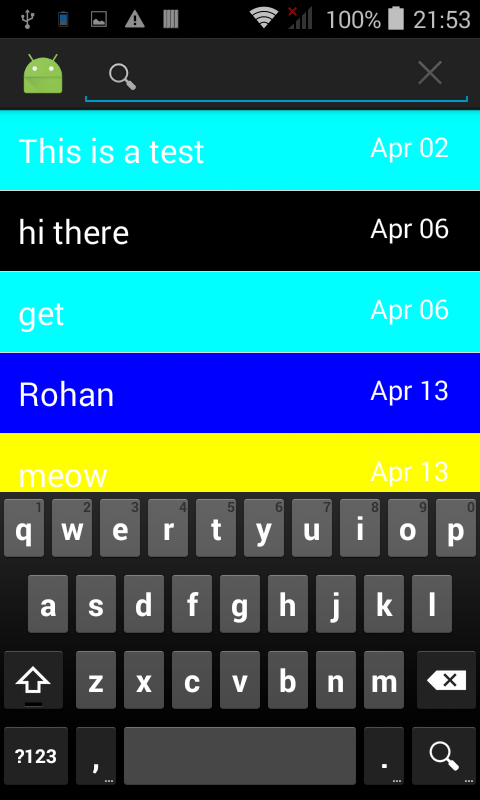 100% 21:53
This is a test Apr 02
hi there Apr 06
get Apr 06
Rohan Apr 13
meow Apr 13
1 2 3 4 5 6 7 8 9 0
q w e r t y u i o p
a s d f g h j k l
z x c v b n m
?123 , ... . ...
...